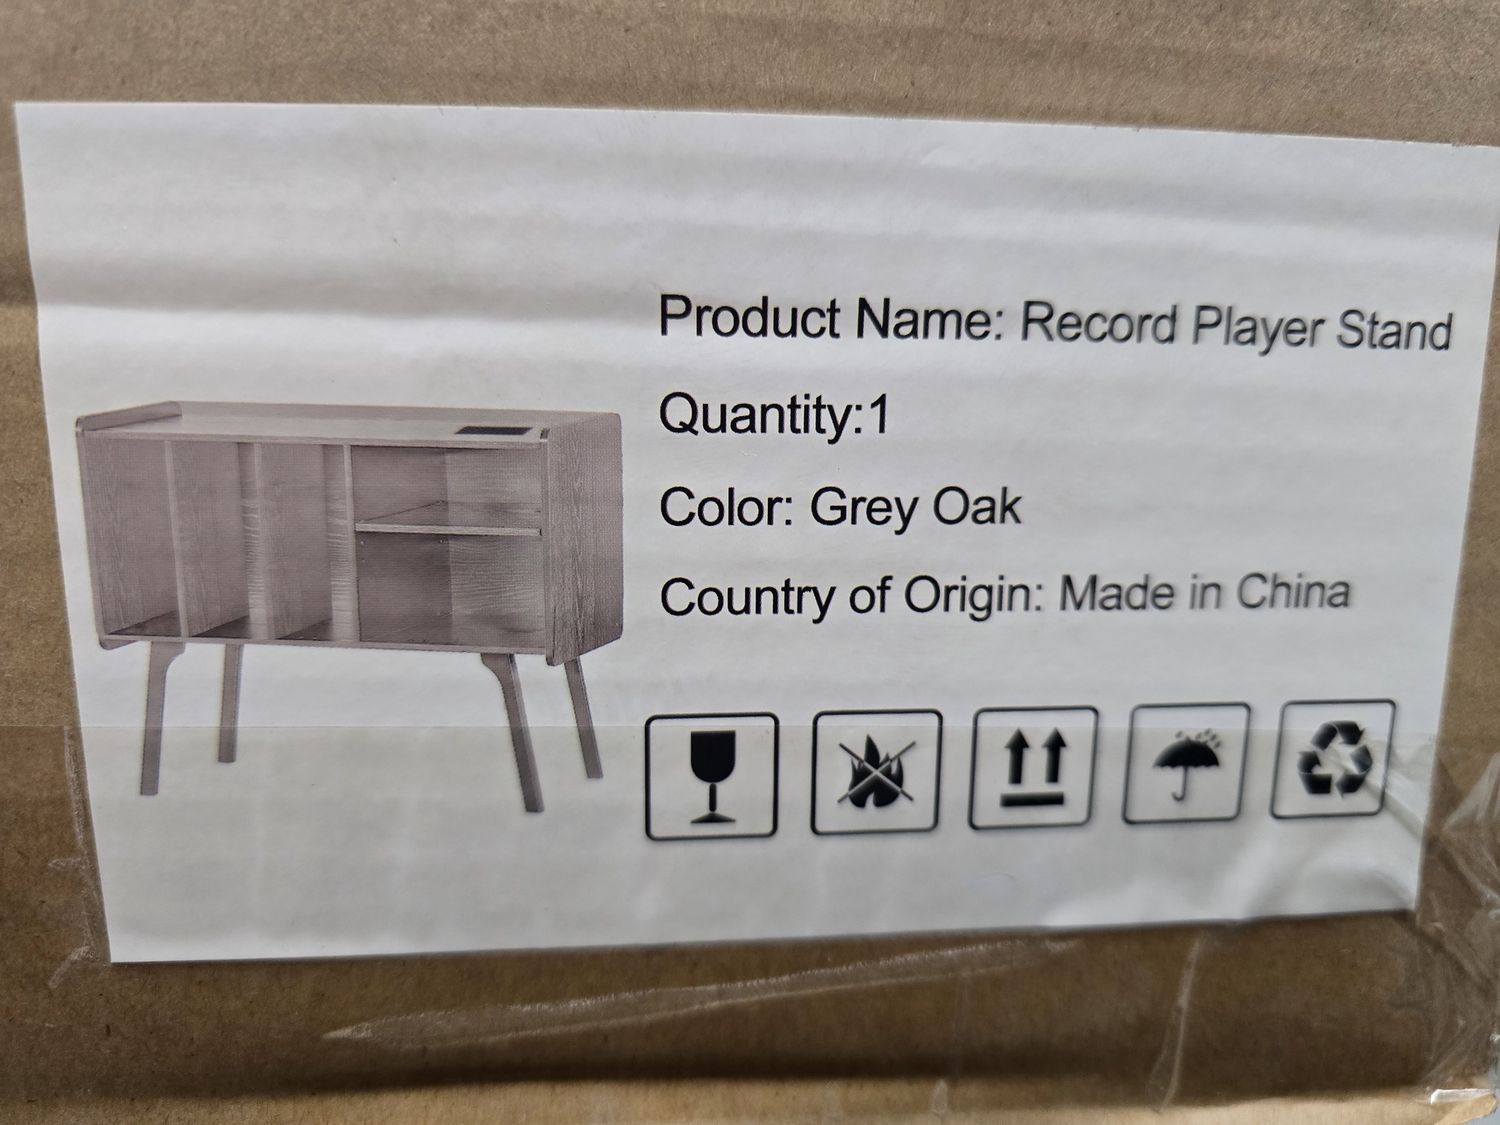 Product Name: Record Player Stand
Quantity:1
Color: Grey Oak
Country of Origin: Made in China